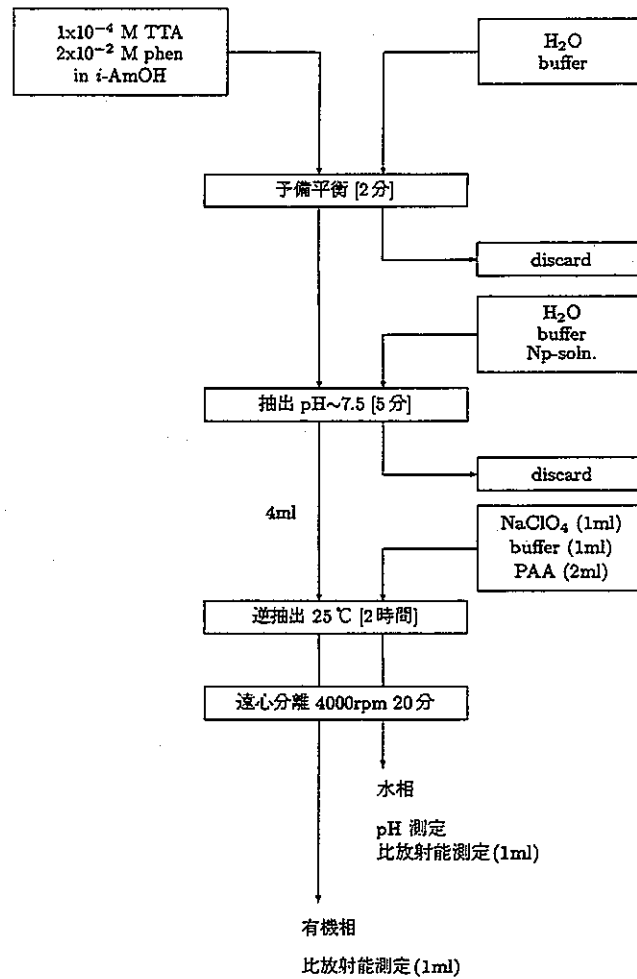 1x10⁻⁴ M TTA
2x10⁻² M phen
in i-AmOH
H₂O
buffer
予備平衡 [2分]
discard
H₂O
buffer
Np-soln.
抽出 pH~7.5 [5分]
discard
4ml
NaClO₄ (1ml)
buffer (1ml)
PAA (2ml)
逆抽出 25℃ [2時間]
遠心分離 4000rpm 20分
水相
pH 測定
比放射能測定(1ml)
有機相
比放射能測定(1ml)